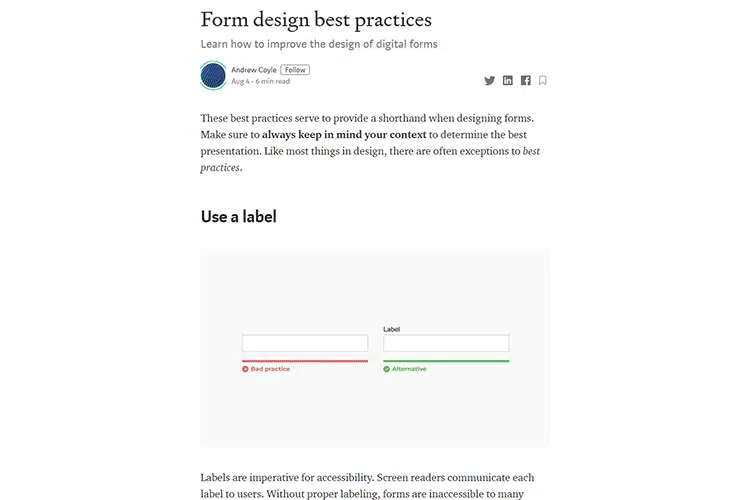 Form design best practices
Learn how to improve the design of digital forms
Andrew Coyle Follow
Aug 4 · 6 min read
These best practices serve to provide a shorthand when designing forms.
Make sure to always keep in mind your context to determine the best
presentation. Like most things in design, there are often exceptions to best
practices.
Use a label
Label
Bad practice
Alternative
Labels are imperative for accessibility. Screen readers communicate each
label to users. Without proper labeling, forms are inaccessible to many